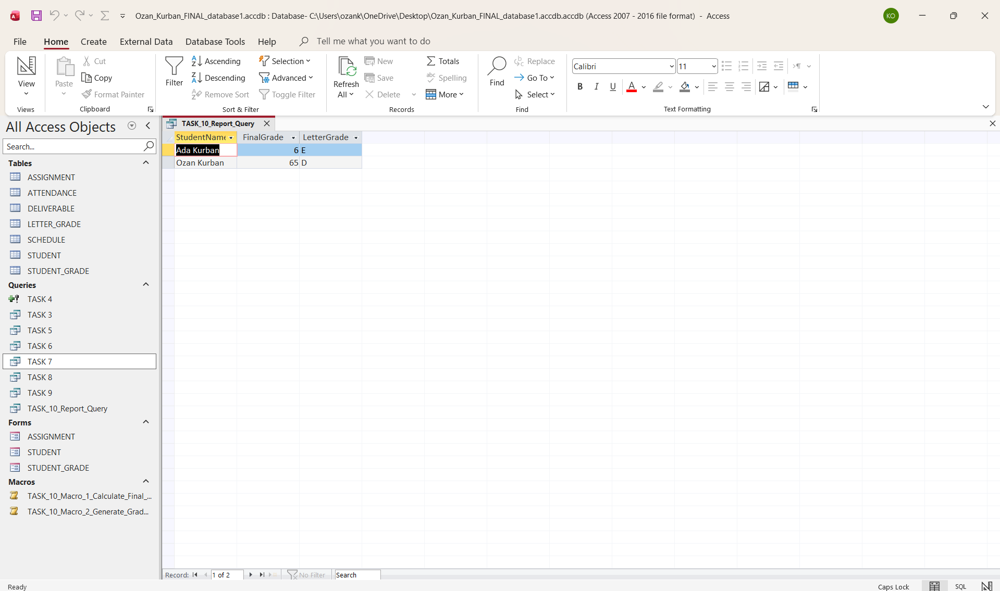 Ozan_Kurban_FINAL_database1.accdb : Database- C:\Users\ozank\OneDrive\Desktop\Ozan_Kurban_FINAL_database1.accdb.accdb (Access 2007 - 2016 file format) - Access
KO
File Home Create External Data Database Tools Help Tell me what you want to do
View
Views
Paste
Cut
Copy
Format Painter
Clipboard
Filter
Ascending
Descending
Remove Sort
Selection
Advanced
Toggle Filter
Sort & Filter
Refresh
All
New
Save
Delete
Totals
Spelling
More
Records
Find
Replace
Go To
Select
Find
Calibri
11
B I U A
Text Formatting
All Access Objects
Search...
Tables
ASSIGNMENT
ATTENDANCE
DELIVERABLE
LETTER_GRADE
SCHEDULE
STUDENT
STUDENT_GRADE
Queries
TASK 4
TASK 3
TASK 5
TASK 6
TASK 7
TASK 8
TASK 9
TASK_10_Report_Query
Forms
ASSIGNMENT
STUDENT
STUDENT_GRADE
Macros
TASK_10_Macro_1_Calculate_Final_...
TASK_10_Macro_2_Generate_Grad...
TASK_10_Report_Query
StudentName FinalGrade LetterGrade
Ada Kurban 6 E
Ozan Kurban 65 D
Record: 1 of 2 No Filter Search
Ready
Caps Lock
SQL